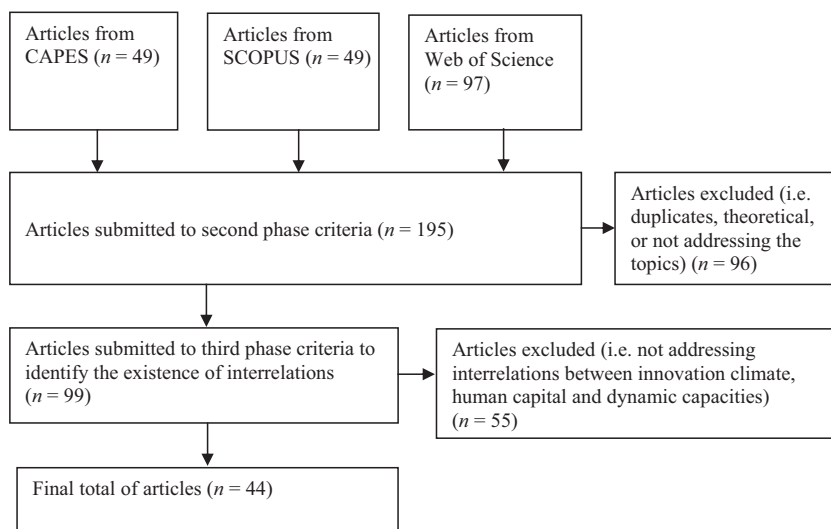 Articles from
CAPES (n = 49)
Articles from
SCOPUS (n = 49)
Articles from
Web of Science
(n = 97)
Articles submitted to second phase criteria (n = 195)
Articles excluded (i.e.
duplicates, theoretical,
or not addressing the
topics) (n = 96)
Articles submitted to third phase criteria to
identify the existence of interrelations
(n = 99)
Articles excluded (i.e. not addressing
interrelations between innovation climate,
human capital and dynamic capacities)
(n = 55)
Final total of articles (n = 44)